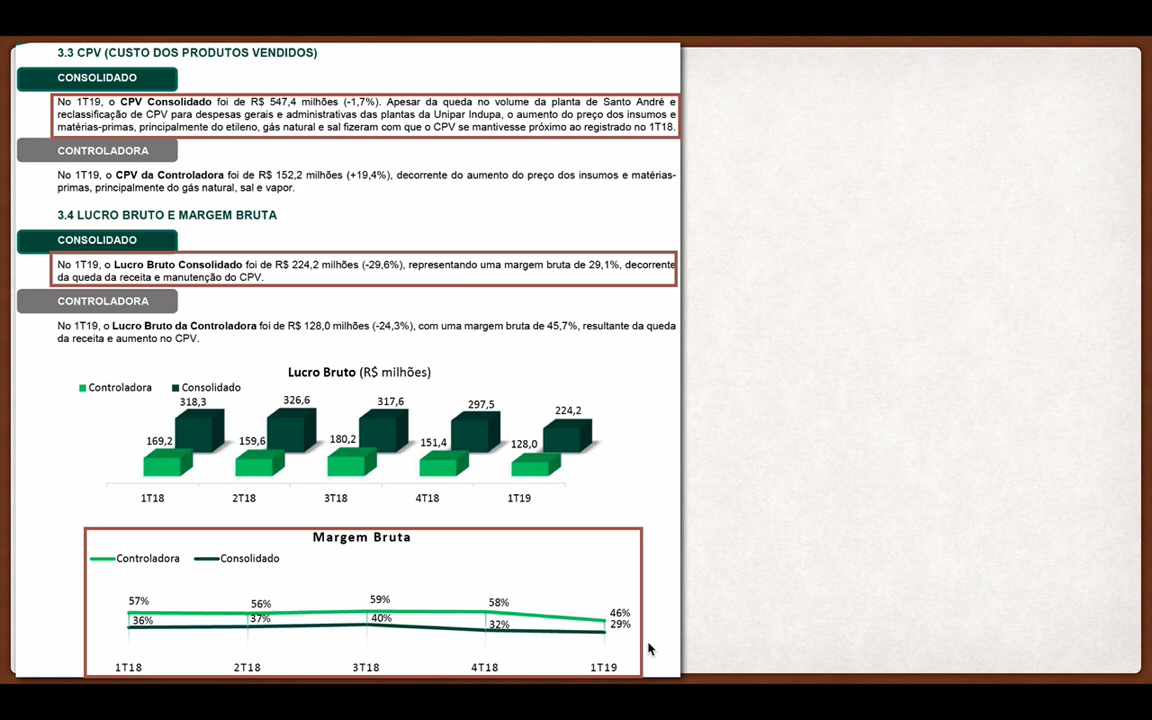 3.3 CPV (CUSTO DOS PRODUTOS VENDIDOS)
CONSOLIDADO
No 1T19, o CPV Consolidado foi de R$ 547,4 milhões (-1,7%). Apesar da queda no volume da planta de Santo André e
reclassificação de CPV para despesas gerais e administrativas das plantas da Unipar Indupa, o aumento do preço dos insumos e
matérias-primas, principalmente do etileno, gás natural e sal fizeram com que o CPV se mantivesse próximo ao registrado no 1T18.
CONTROLADORA
No 1T19, o CPV da Controladora foi de R$ 152,2 milhões (+19,4%), decorrente do aumento do preço dos insumos e matérias-
primas, principalmente do gás natural, sal e vapor.
3.4 LUCRO BRUTO E MARGEM BRUTA
CONSOLIDADO
No 1T19, o Lucro Bruto Consolidado foi de R$ 224,2 milhões (-29,6%), representando uma margem bruta de 29,1%, decorrente
da queda da receita e manutenção do CPV.
CONTROLADORA
No 1T19, o Lucro Bruto da Controladora foi de R$ 128,0 milhões (-24,3%), com uma margem bruta de 45,7%, resultante da queda
da receita e aumento no CPV.
Lucro Bruto (R$ milhões)
Controladora Consolidado
318,3 326,6 317,6 297,5 224,2
169,2 159,6 180,2 151,4 128,0
1T18 2T18 3T18 4T18 1T19
Margem Bruta
Controladora Consolidado
57% 56% 59% 58% 46%
36% 37% 40% 32% 29%
1T18 2T18 3T18 4T18 1T19